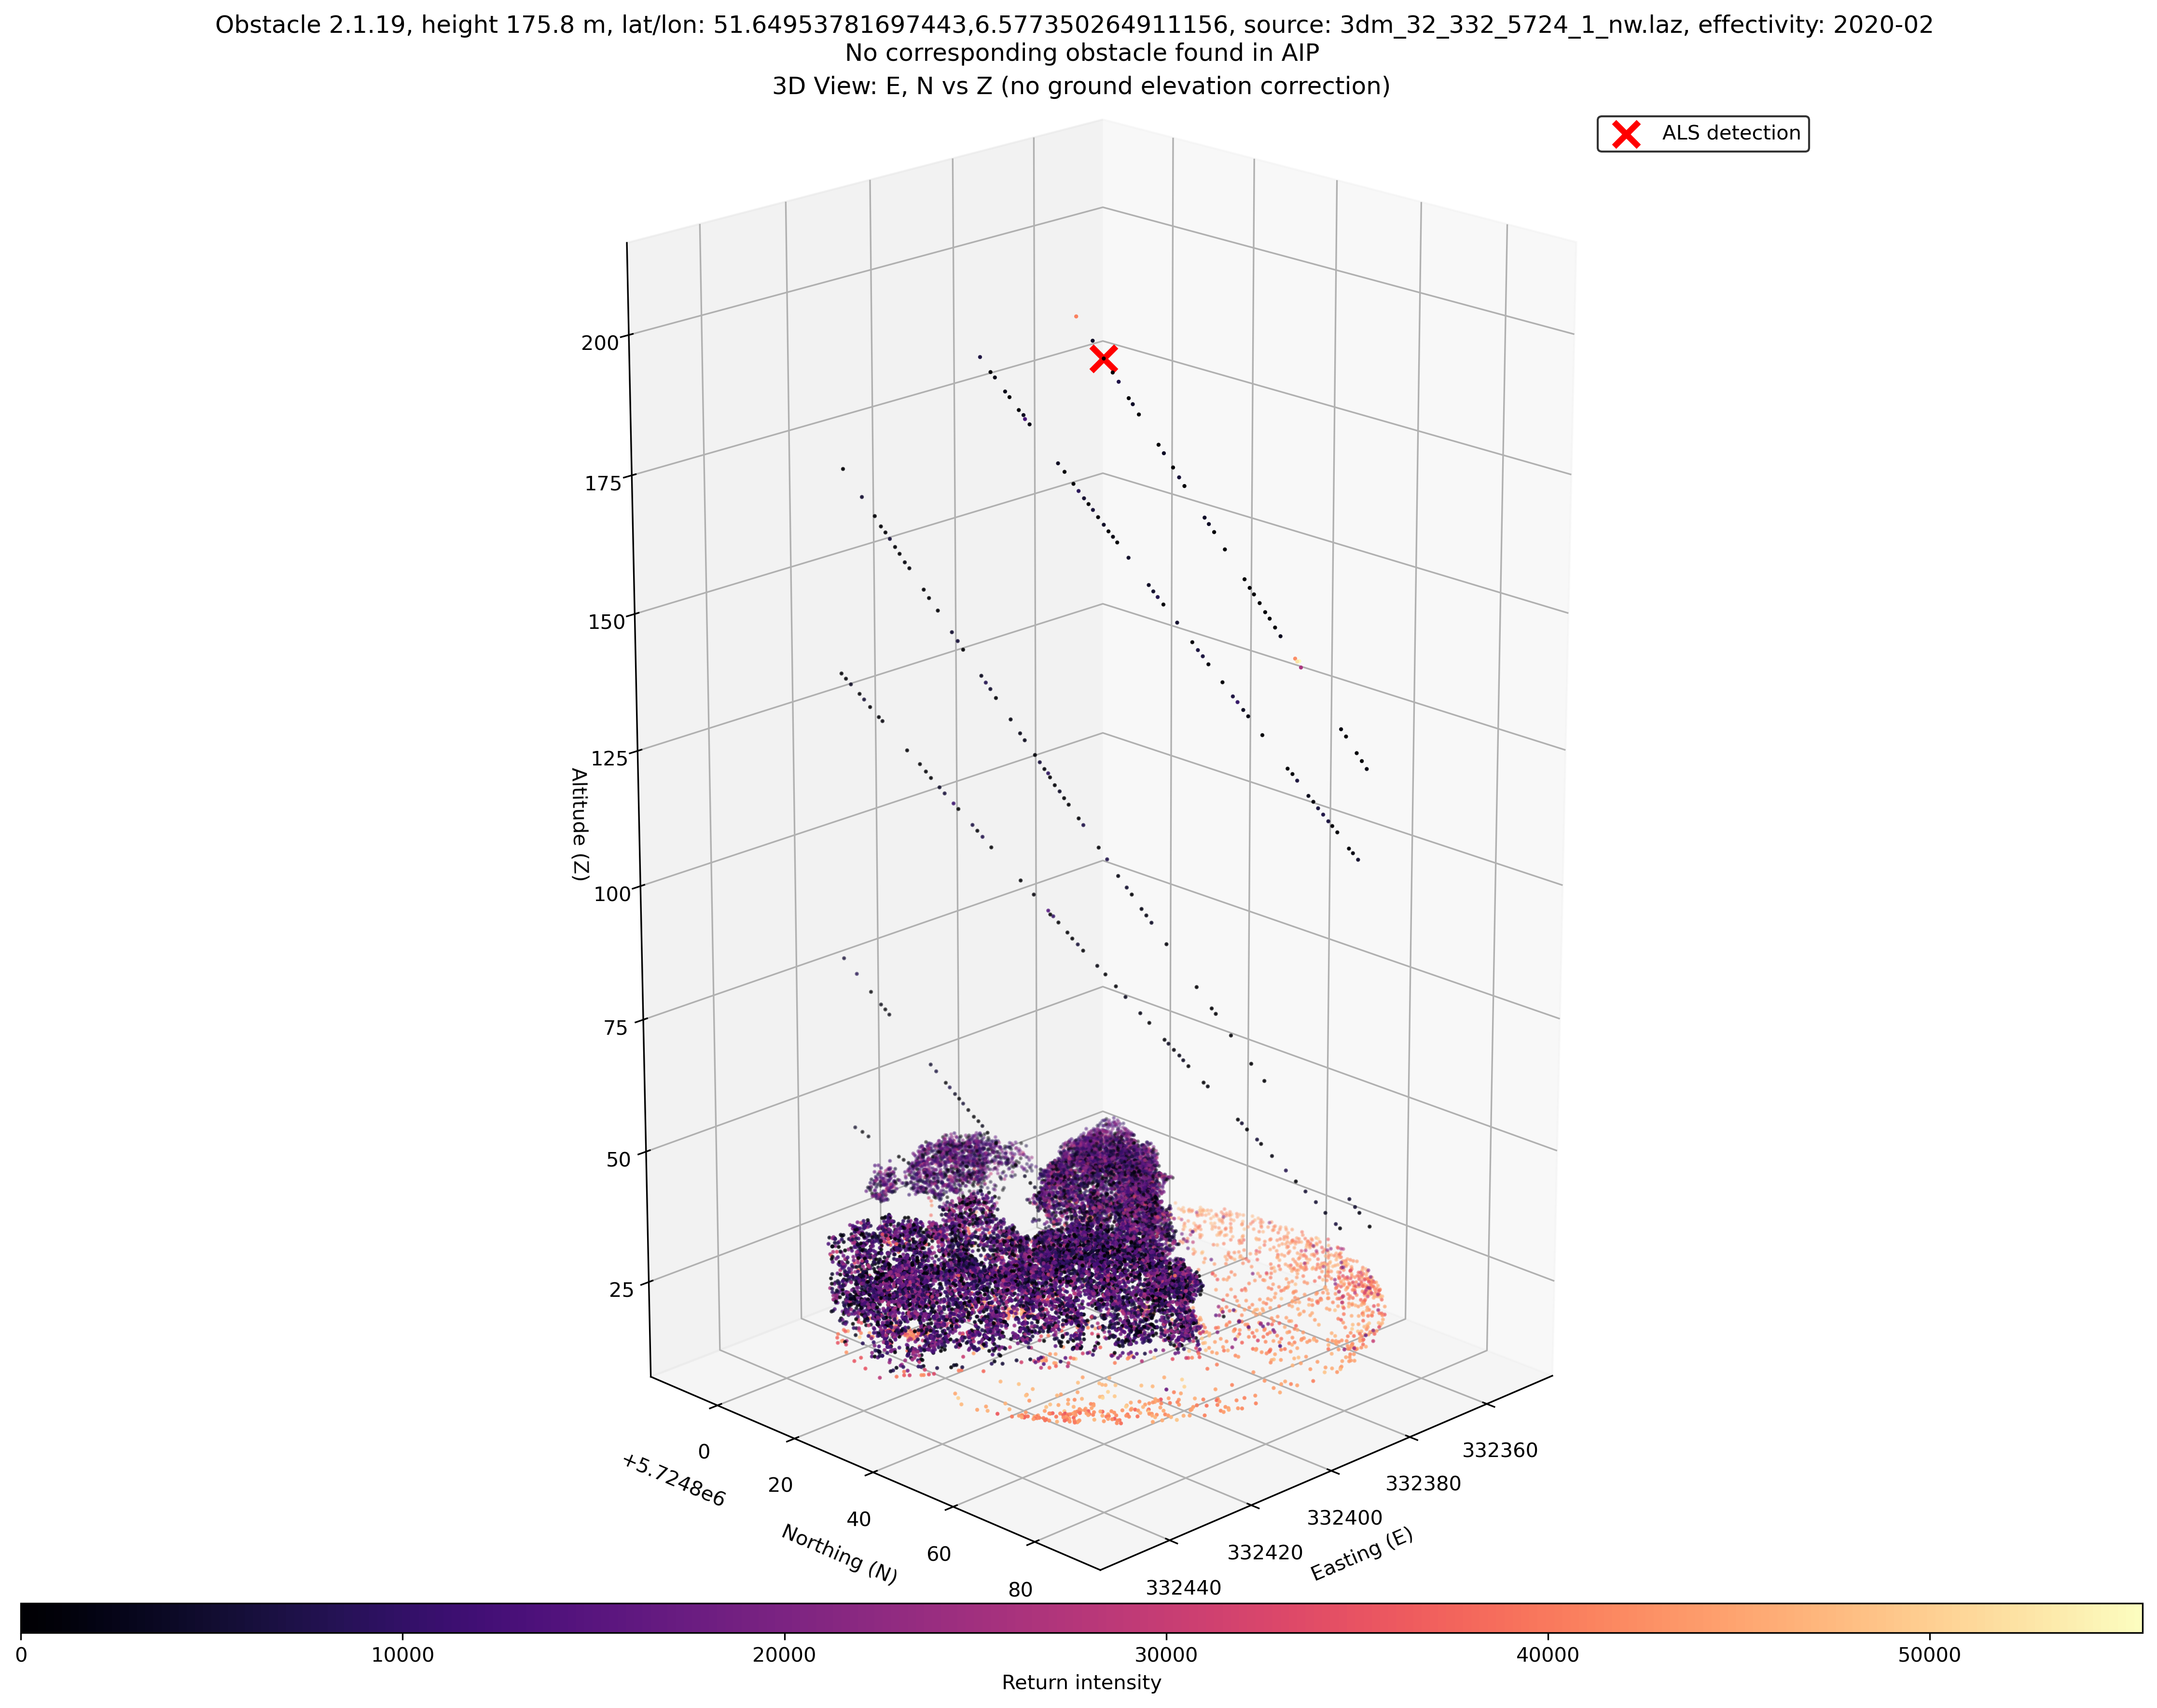 Obstacle 2.1.19, height 175.8 m, lat/lon: 51.64953781697443,6.577350264911156, source: 3dm_32_332_5724_1_nw.laz, effectivity: 2020-02
No corresponding obstacle found in AIP
3D View: E, N vs Z (no ground elevation correction)
ALS detection
200
175
150
125
100
75
50
25
Altitude (Z)
0
20
40
60
80
+5.7248e6
Northing (N)
332360
332380
332400
332420
332440
Easting (E)
0
10000
20000
30000
40000
50000
Return intensity